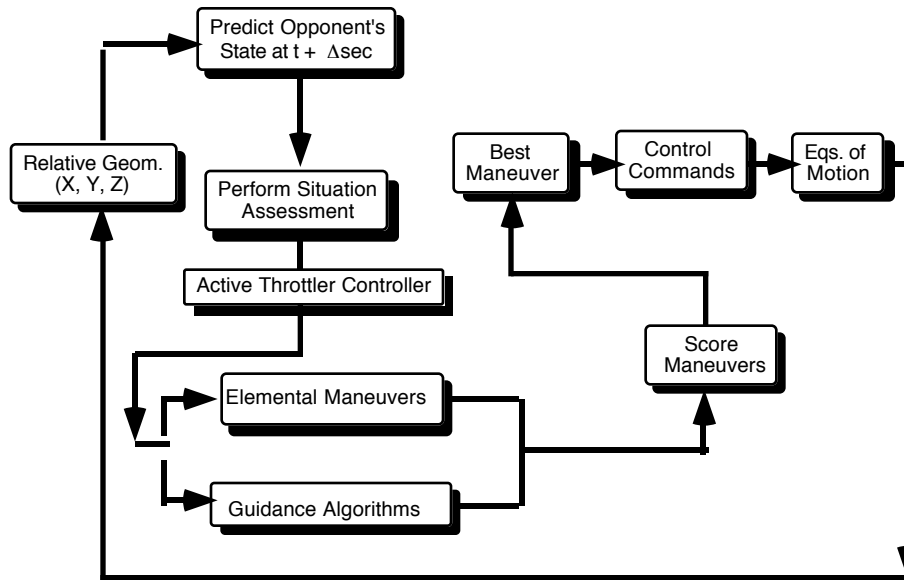 Predict Opponent's
State at t + Δsec
Relative Geom.
(X, Y, Z)
Perform Situation
Assessment
Active Throttler Controller
Elemental Maneuvers
Guidance Algorithms
Score
Maneuvers
Best
Maneuver
Control
Commands
Eqs. of
Motion